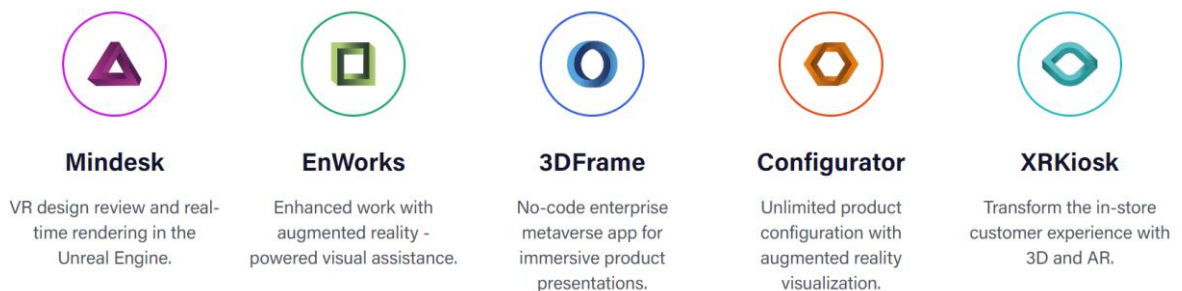 Mindesk
VR design review and real-
time rendering in the
Unreal Engine.
EnWorks
Enhanced work with
augmented reality -
powered visual assistance.
3DFrame
No-code enterprise
metaverse app for
immersive product
presentations.
Configurator
Unlimited product
configuration with
augmented reality
visualization.
XRKiosk
Transform the in-store
customer experience with
3D and AR.